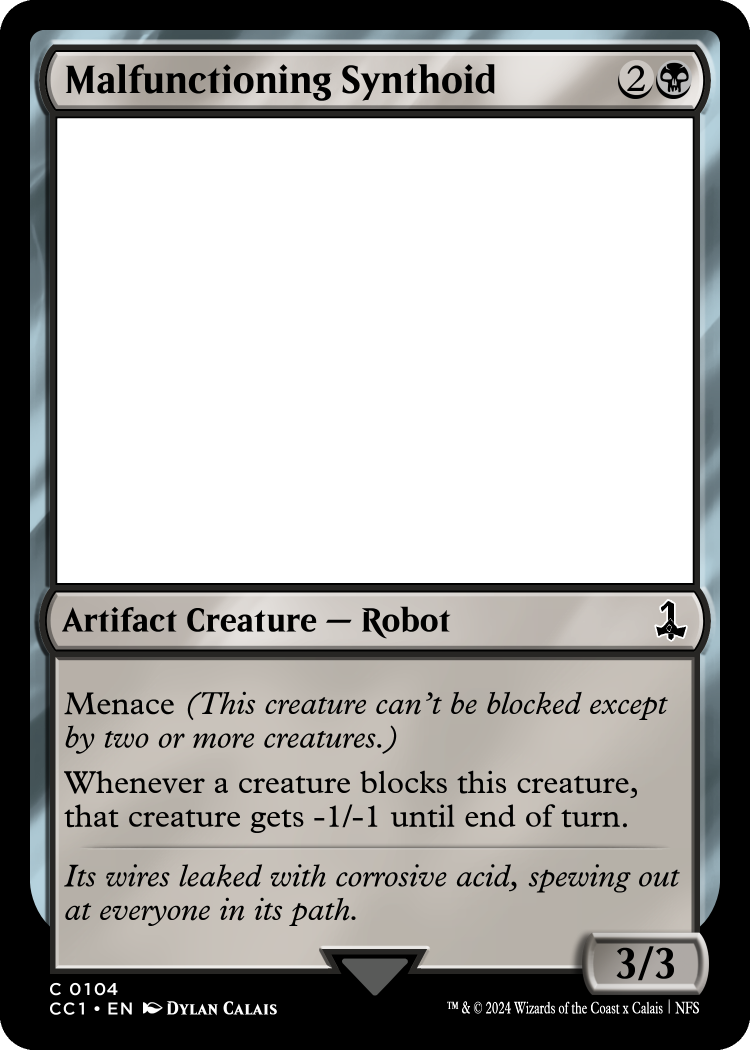 Malfunctioning Synthoid 2
Artifact Creature — Robot
Menace (This creature can't be blocked except
by two or more creatures.)
Whenever a creature blocks this creature,
that creature gets -1/-1 until end of turn.
Its wires leaked with corrosive acid, spewing out
at everyone in its path.
3/3
C 0104
CC1 • EN Dylan Calais
™ & © 2024 Wizards of the Coast x Calais | NFS